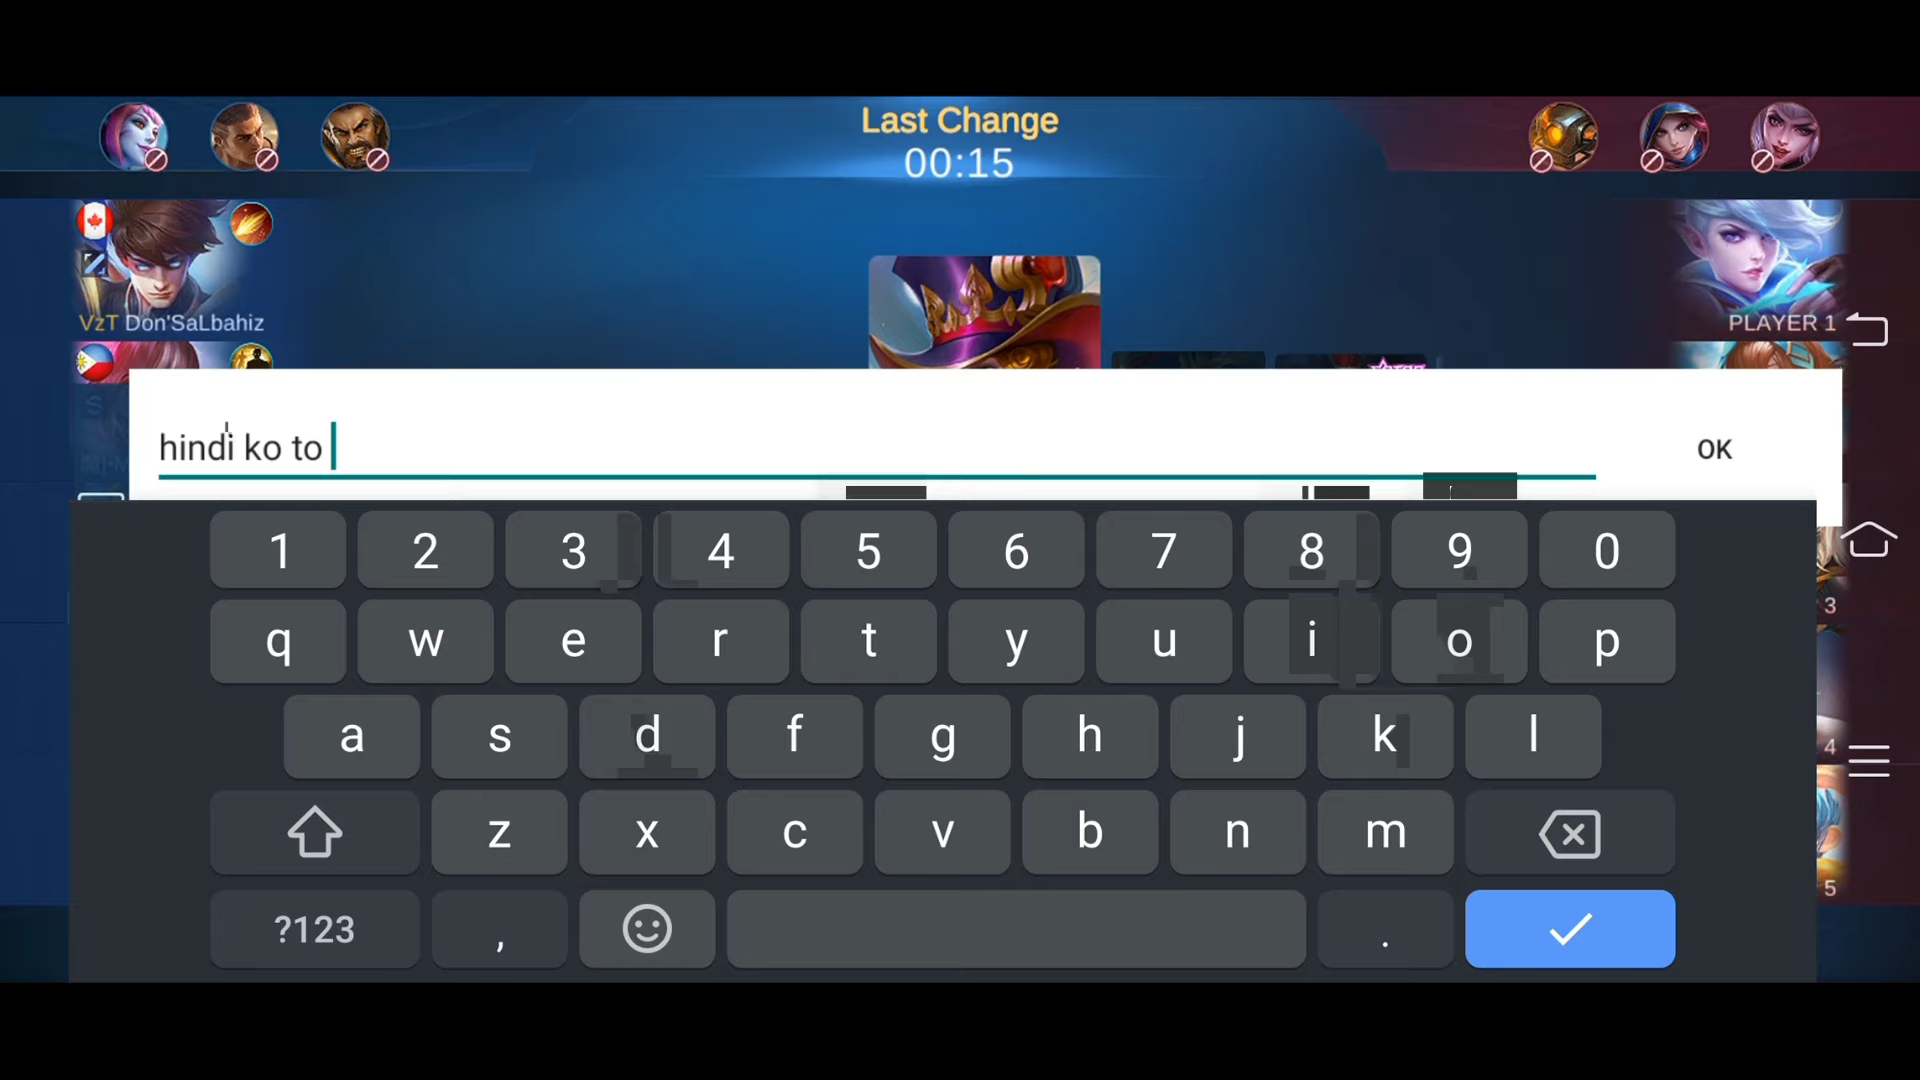 Last Change
00:15
VzT Don'SaLbahiz
PLAYER 1
hindi ko to
OK
1 2 3 4 5 6 7 8 9 0
3
q w e r t y u i o p
a s d f g h j k l
4
z x c v b n m
5
?123 , .